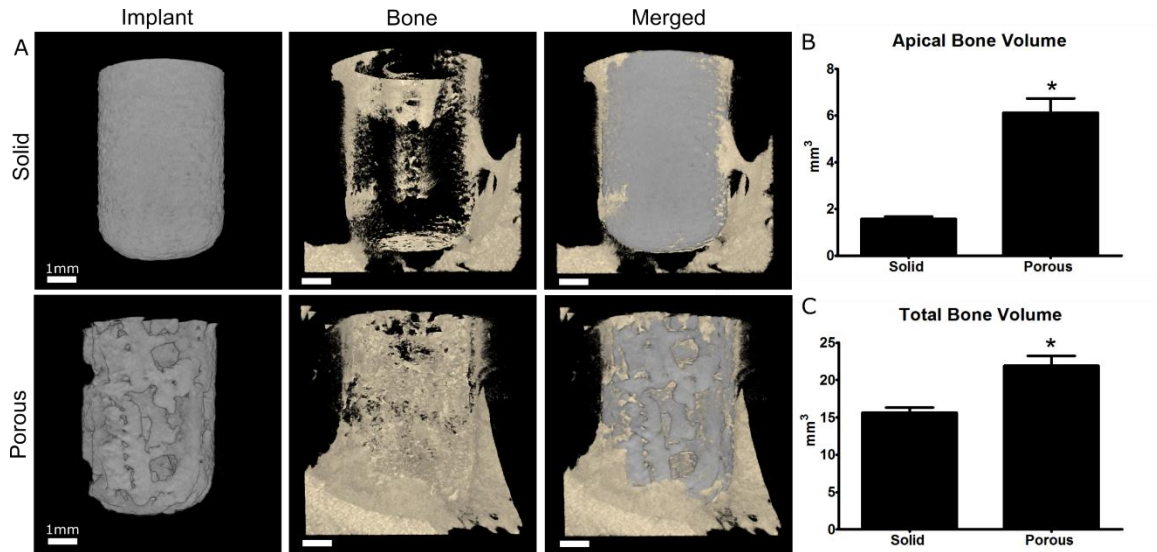 Implant
Bone
Merged
A
Solid
1mm
Porous
1mm
B
Apical Bone Volume
mm³
8
6
4
2
0
*
Solid
Porous
C
Total Bone Volume
mm³
25
20
15
10
5
0
*
Solid
Porous